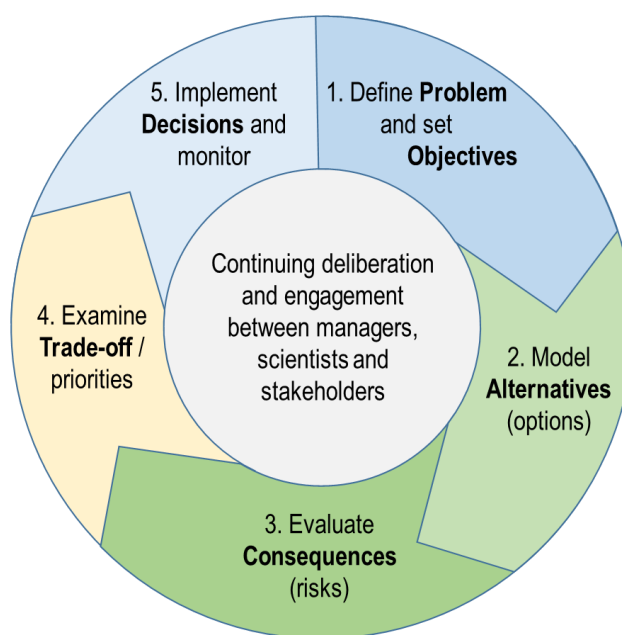 1. Define Problem
and set
Objectives
2. Model
Alternatives
(options)
3. Evaluate
Consequences
(risks)
4. Examine
Trade-off /
priorities
5. Implement
Decisions and
monitor
Continuing deliberation
and engagement
between managers,
scientists and
stakeholders